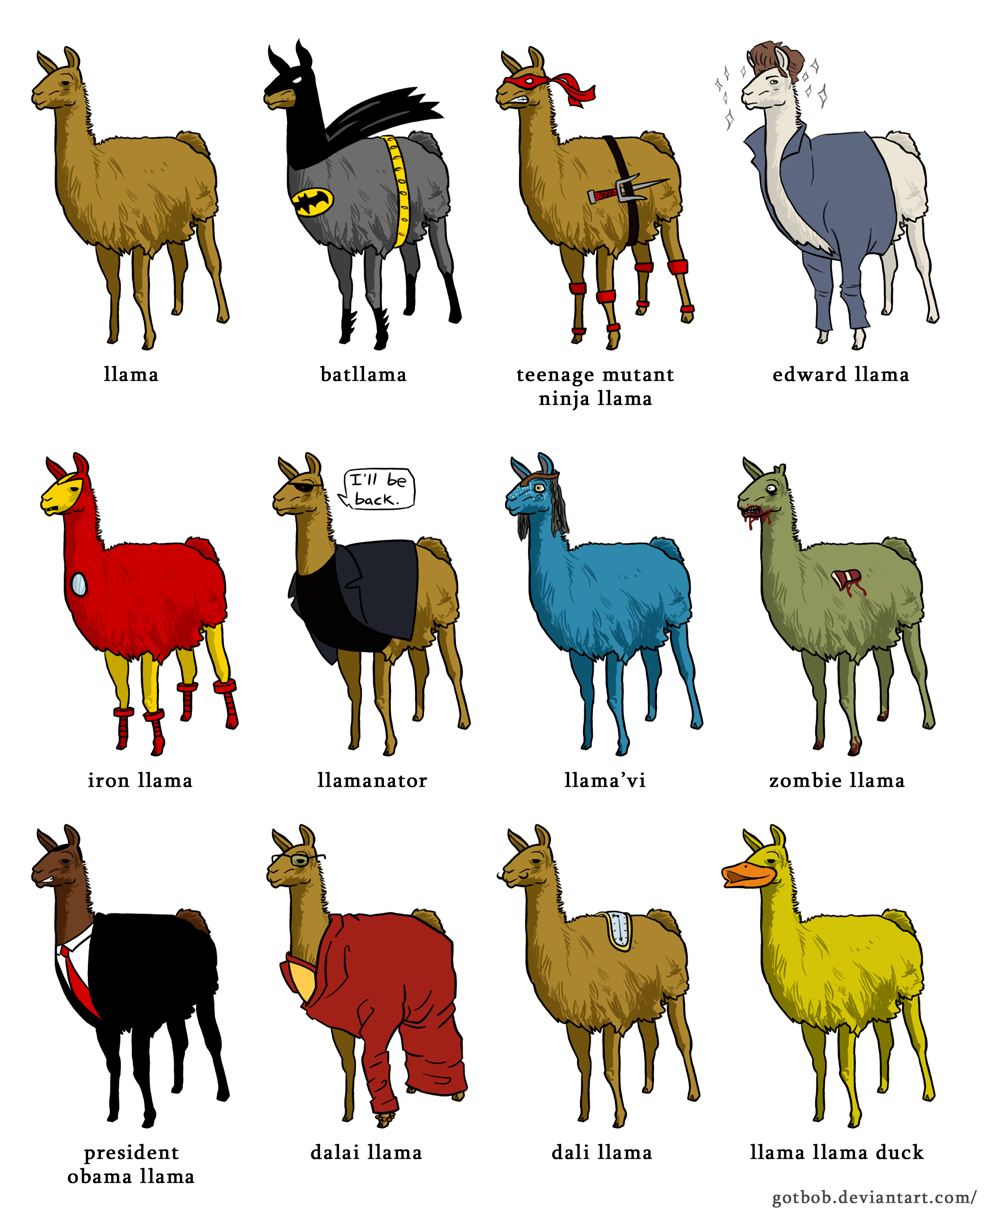 llama
batllama
teenage mutant
ninja llama
edward llama
I'll be
back.
iron llama
llamanator
llama'vi
zombie llama
president
obama llama
dalai llama
dali llama
llama llama duck
gotbob.deviantart.com/